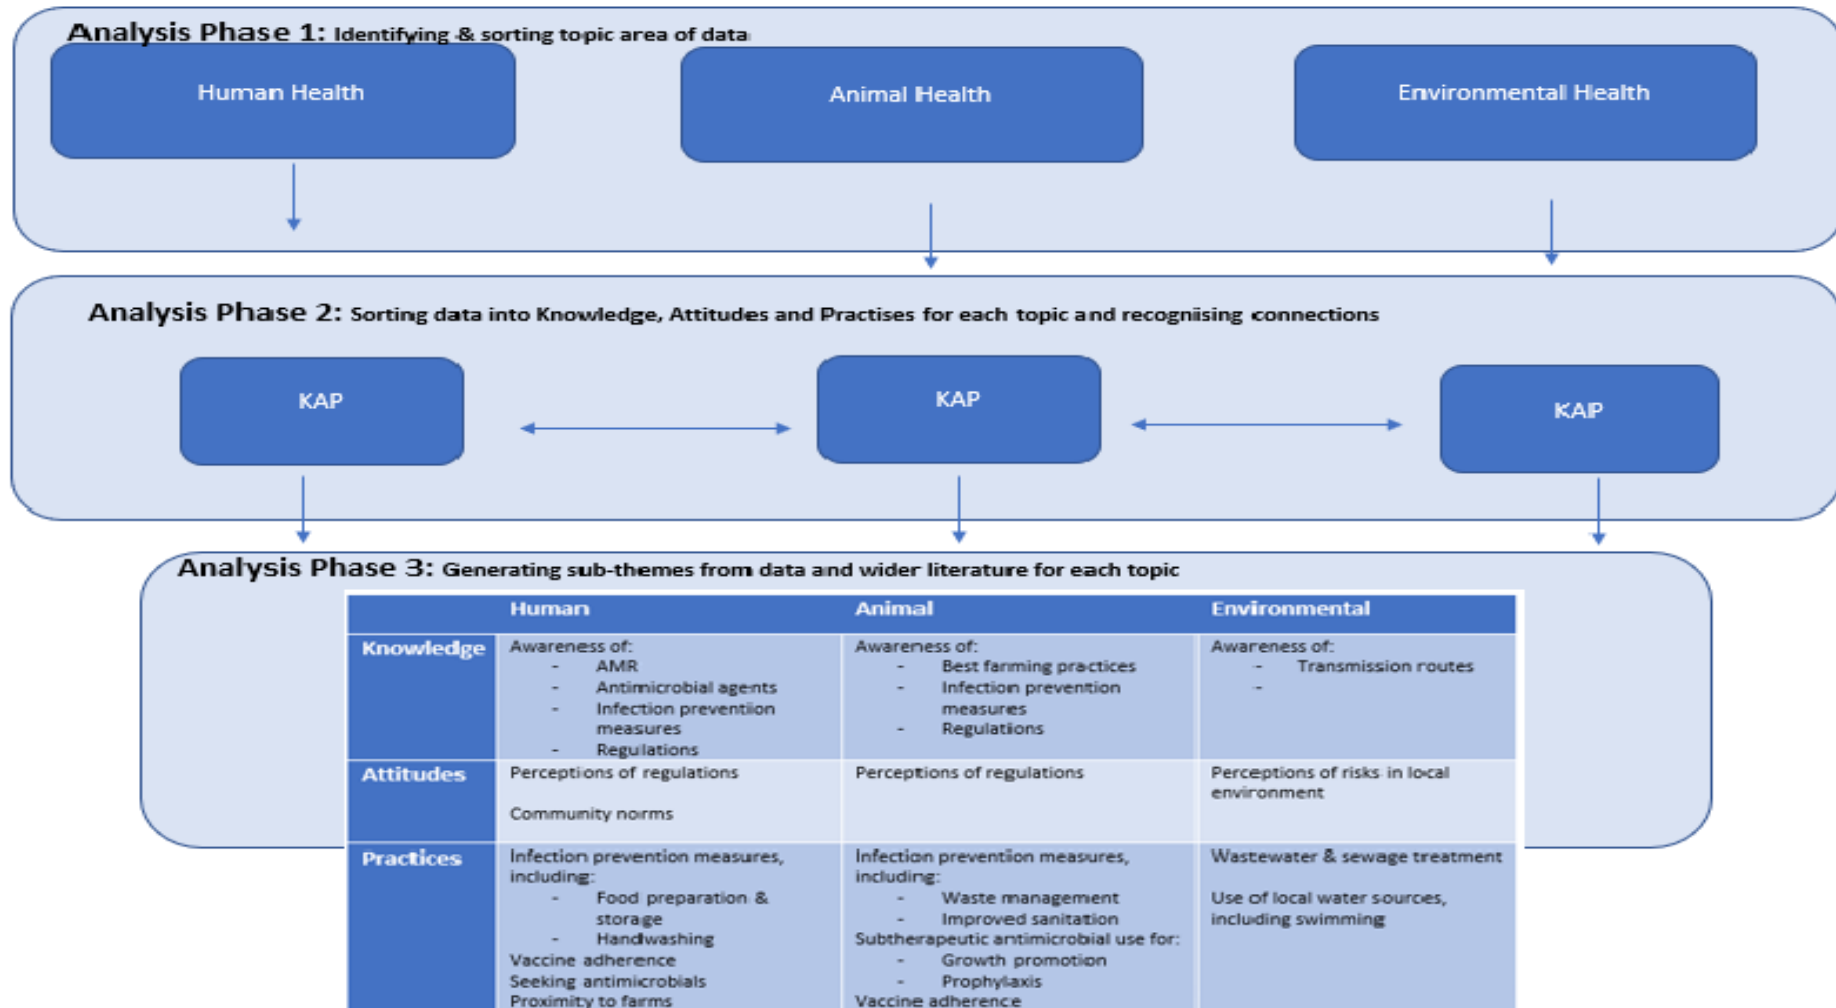 Analysis Phase 1: Identifying & sorting topic area of data
Human Health
Animal Health
Environmental Health
Analysis Phase 2: Sorting data into Knowledge, Attitudes and Practises for each topic and recognising connections
KAP
KAP
KAP
Analysis Phase 3: Generating sub-themes from data and wider literature for each topic
Human
Animal
Environmental
Knowledge
Awareness of:
- AMR
- Antimicrobial agents
- Infection prevention
measures
- Regulations
Awareness of:
- Best farming practices
- Infection prevention
measures
- Regulations
Awareness of:
- Transmission routes
-
Attitudes
Perceptions of regulations
Community norms
Perceptions of regulations
Perceptions of risks in local
environment
Practices
Infection prevention measures,
including:
- Food preparation &
storage
- Handwashing
Vaccine adherence
Seeking antimicrobials
Proximity to farms
Infection prevention measures,
including:
- Waste management
- Improved sanitation
Subtherapeutic antimicrobial use for:
- Growth promotion
- Prophylaxis
Vaccine adherence
Wastewater & sewage treatment
Use of local water sources,
including swimming